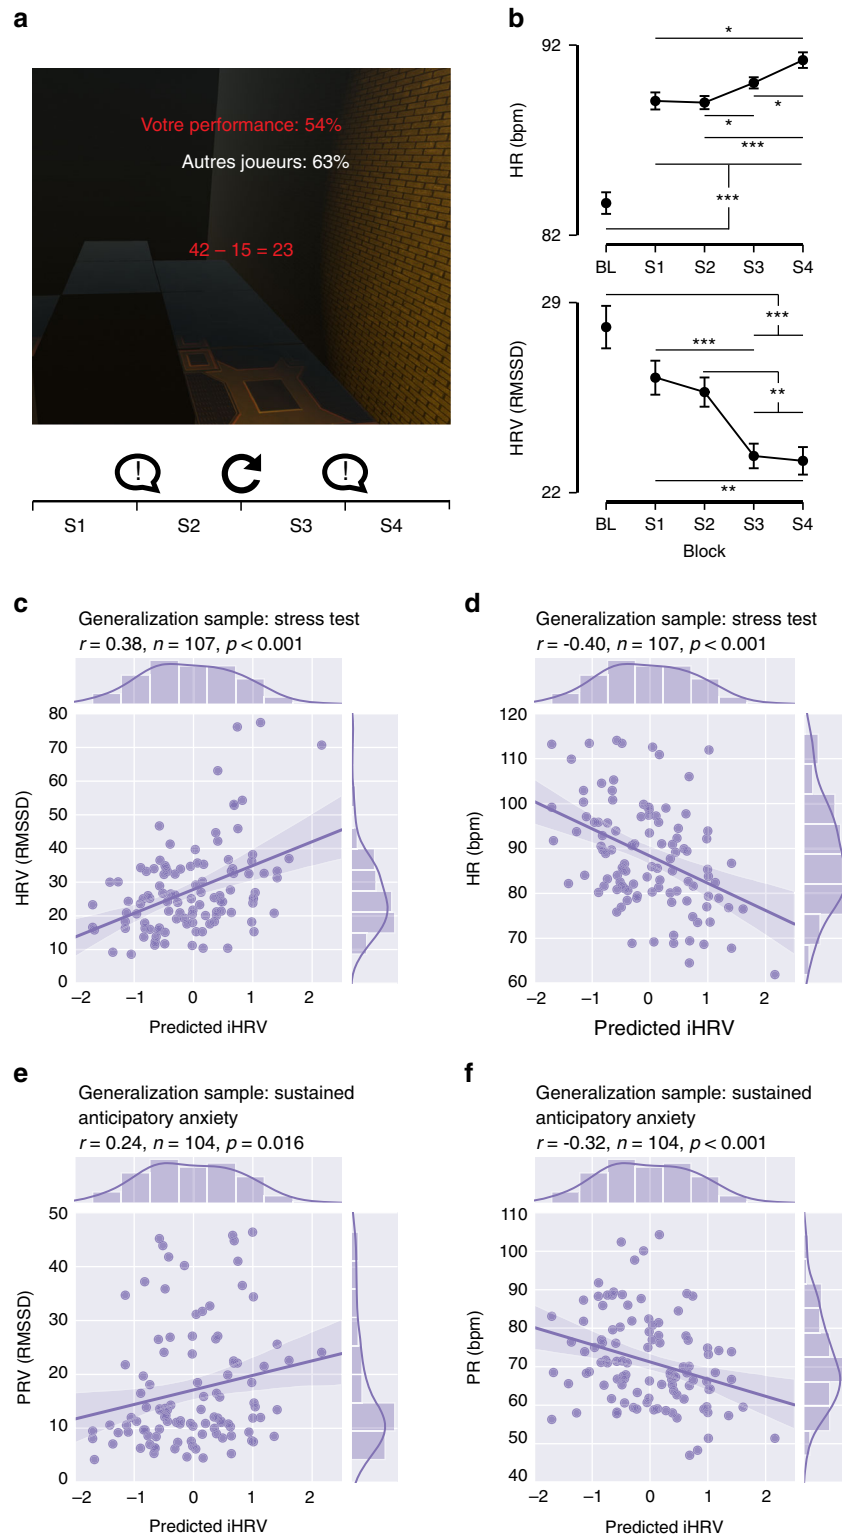 a
Votre performance: 54%
Autres joueurs: 63%
42 – 15 = 23
! !
S1 S2 S3 S4
b
92
HR (bpm)
82
*
*
*
***
***
BL S1 S2 S3 S4
29
HRV (RMSSD)
22
***
***
**
**
BL S1 S2 S3 S4
Block
c
Generalization sample: stress test
r = 0.38, n = 107, p < 0.001
80
70
60
50
40
30
20
10
0
HRV (RMSSD)
–2 –1 0 1 2
Predicted iHRV
d
Generalization sample: stress test
r = -0.40, n = 107, p < 0.001
120
110
100
90
80
70
60
HR (bpm)
–2 –1 0 1 2
Predicted iHRV
e
Generalization sample: sustained
anticipatory anxiety
r = 0.24, n = 104, p = 0.016
50
40
30
20
10
0
PRV (RMSSD)
–2 –1 0 1 2
Predicted iHRV
f
Generalization sample: sustained
anticipatory anxiety
r = -0.32, n = 104, p < 0.001
110
100
90
80
70
60
50
40
PR (bpm)
–2 –1 0 1 2
Predicted iHRV